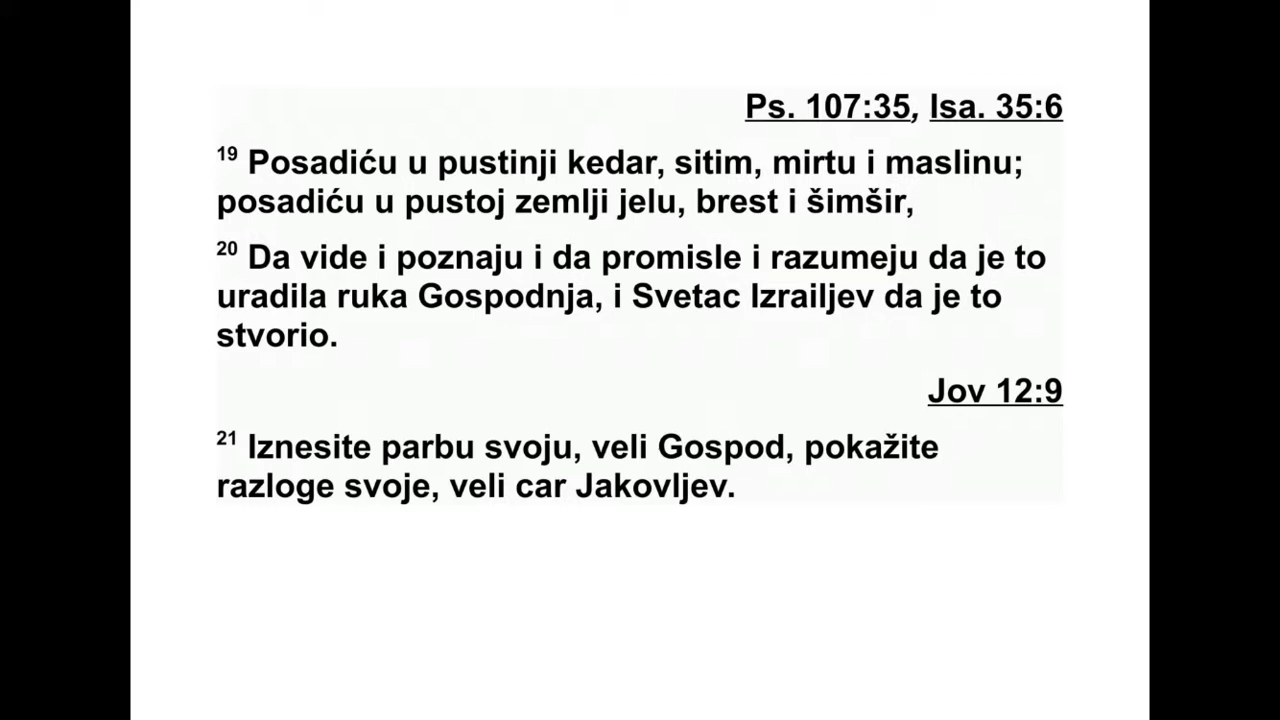 Ps. 107:35, Isa. 35:6
19 Posadiću u pustinji kedar, sitim, mirtu i maslinu;
posadiću u pustoj zemlji jelu, brest i šimšir,
20 Da vide i poznaju i da promisle i razumeju da je to
uradila ruka Gospodnja, i Svetac Izrailjev da je to
stvorio.
Jov 12:9
21 Iznesite parbu svoju, veli Gospod, pokažite
razloge svoje, veli car Jakovljev.